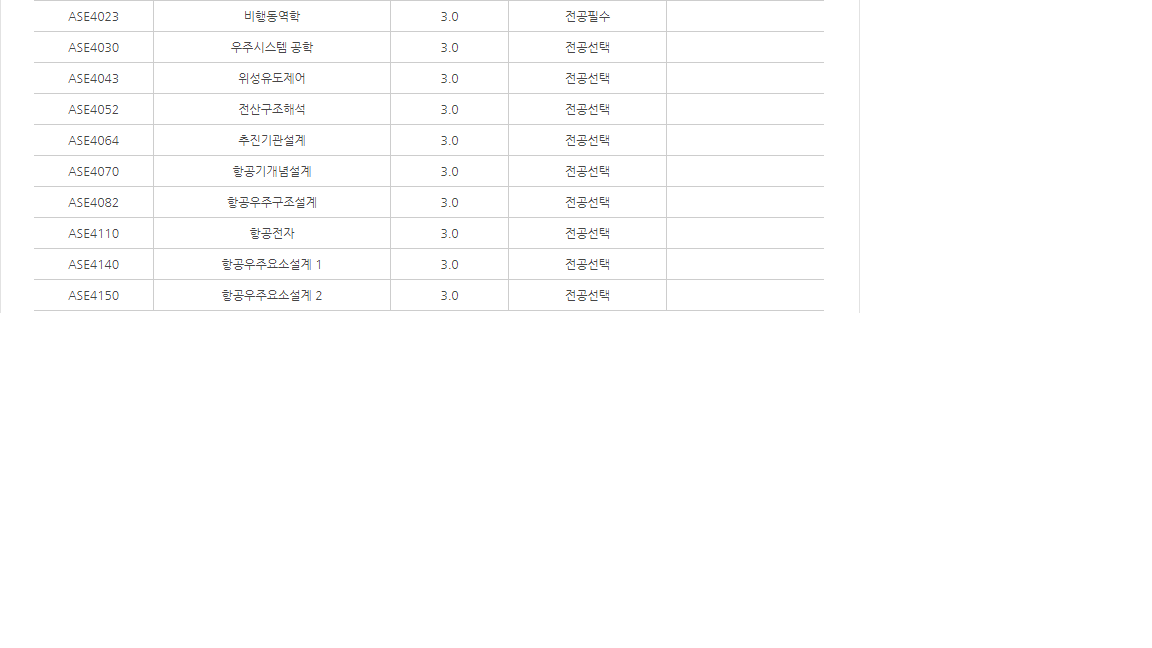 ASE4023 비행동역학 3.0 전공필수
ASE4030 우주시스템 공학 3.0 전공선택
ASE4043 위성유도제어 3.0 전공선택
ASE4052 전산구조해석 3.0 전공선택
ASE4064 추진기관설계 3.0 전공선택
ASE4070 항공기개념설계 3.0 전공선택
ASE4082 항공우주구조설계 3.0 전공선택
ASE4110 항공전자 3.0 전공선택
ASE4140 항공우주요소설계 1 3.0 전공선택
ASE4150 항공우주요소설계 2 3.0 전공선택